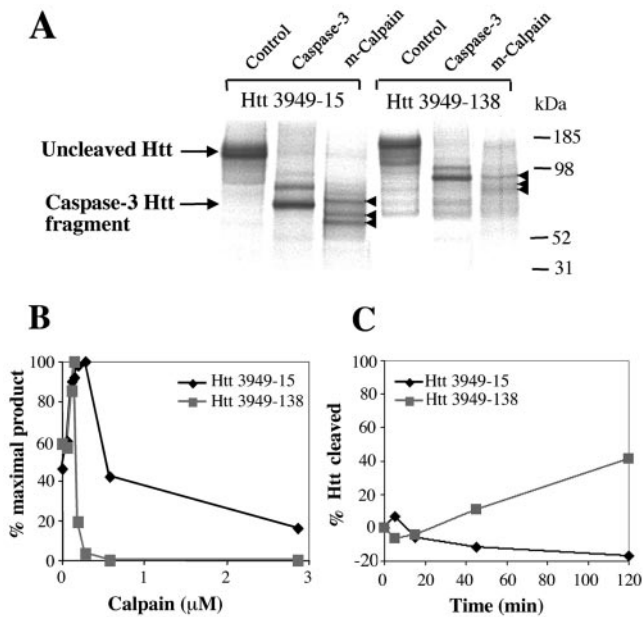 A
Control
Caspase-3
m-Calpain
Control
Caspase-3
m-Calpain
Htt 3949-15
Htt 3949-138
kDa
Uncleaved Htt
185
98
Caspase-3 Htt
fragment
52
31
B
% maximal product
100
80
60
40
20
0
Htt 3949-15
Htt 3949-138
0
1
2
3
Calpain (µM)
C
% Htt cleaved
100
80
60
40
20
0
-20
Htt 3949-15
Htt 3949-138
0
20
40
60
80
100
120
Time (min)